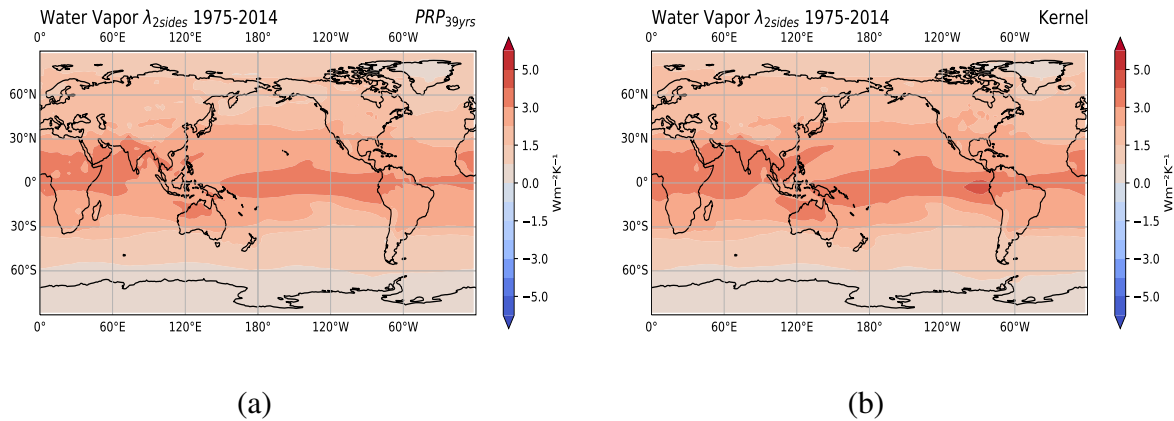 Water Vapor λ2sides 1975-2014 PRP39yrs
0° 60°E 120°E 180° 120°W 60°W
60°N
30°N
0°
30°S
60°S
0° 60°E 120°E 180° 120°W 60°W
5.0
3.0
1.5
0.0
−1.5
−3.0
−5.0
Wm⁻²K⁻¹
(a)
Water Vapor λ2sides 1975-2014 Kernel
0° 60°E 120°E 180° 120°W 60°W
60°N
30°N
0°
30°S
60°S
0° 60°E 120°E 180° 120°W 60°W
5.0
3.0
1.5
0.0
−1.5
−3.0
−5.0
Wm⁻²K⁻¹
(b)